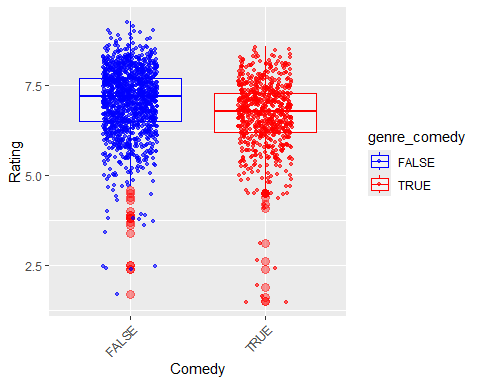 7.5
5.0
2.5
Rating
FALSE
TRUE
Comedy
genre_comedy
FALSE
TRUE